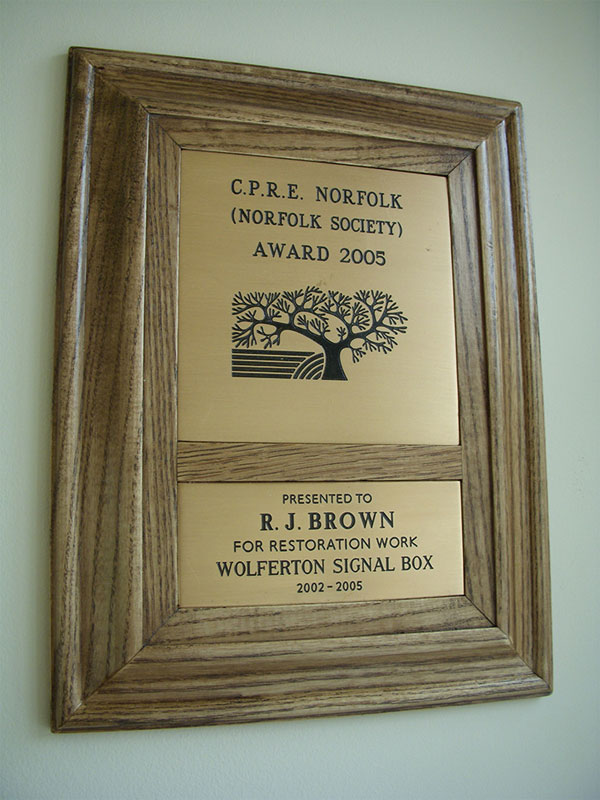 C.P.R.E. NORFOLK
(NORFOLK SOCIETY)
AWARD 2005
PRESENTED TO
R. J. BROWN
FOR RESTORATION WORK
WOLFERTON SIGNAL BOX
2002 - 2005